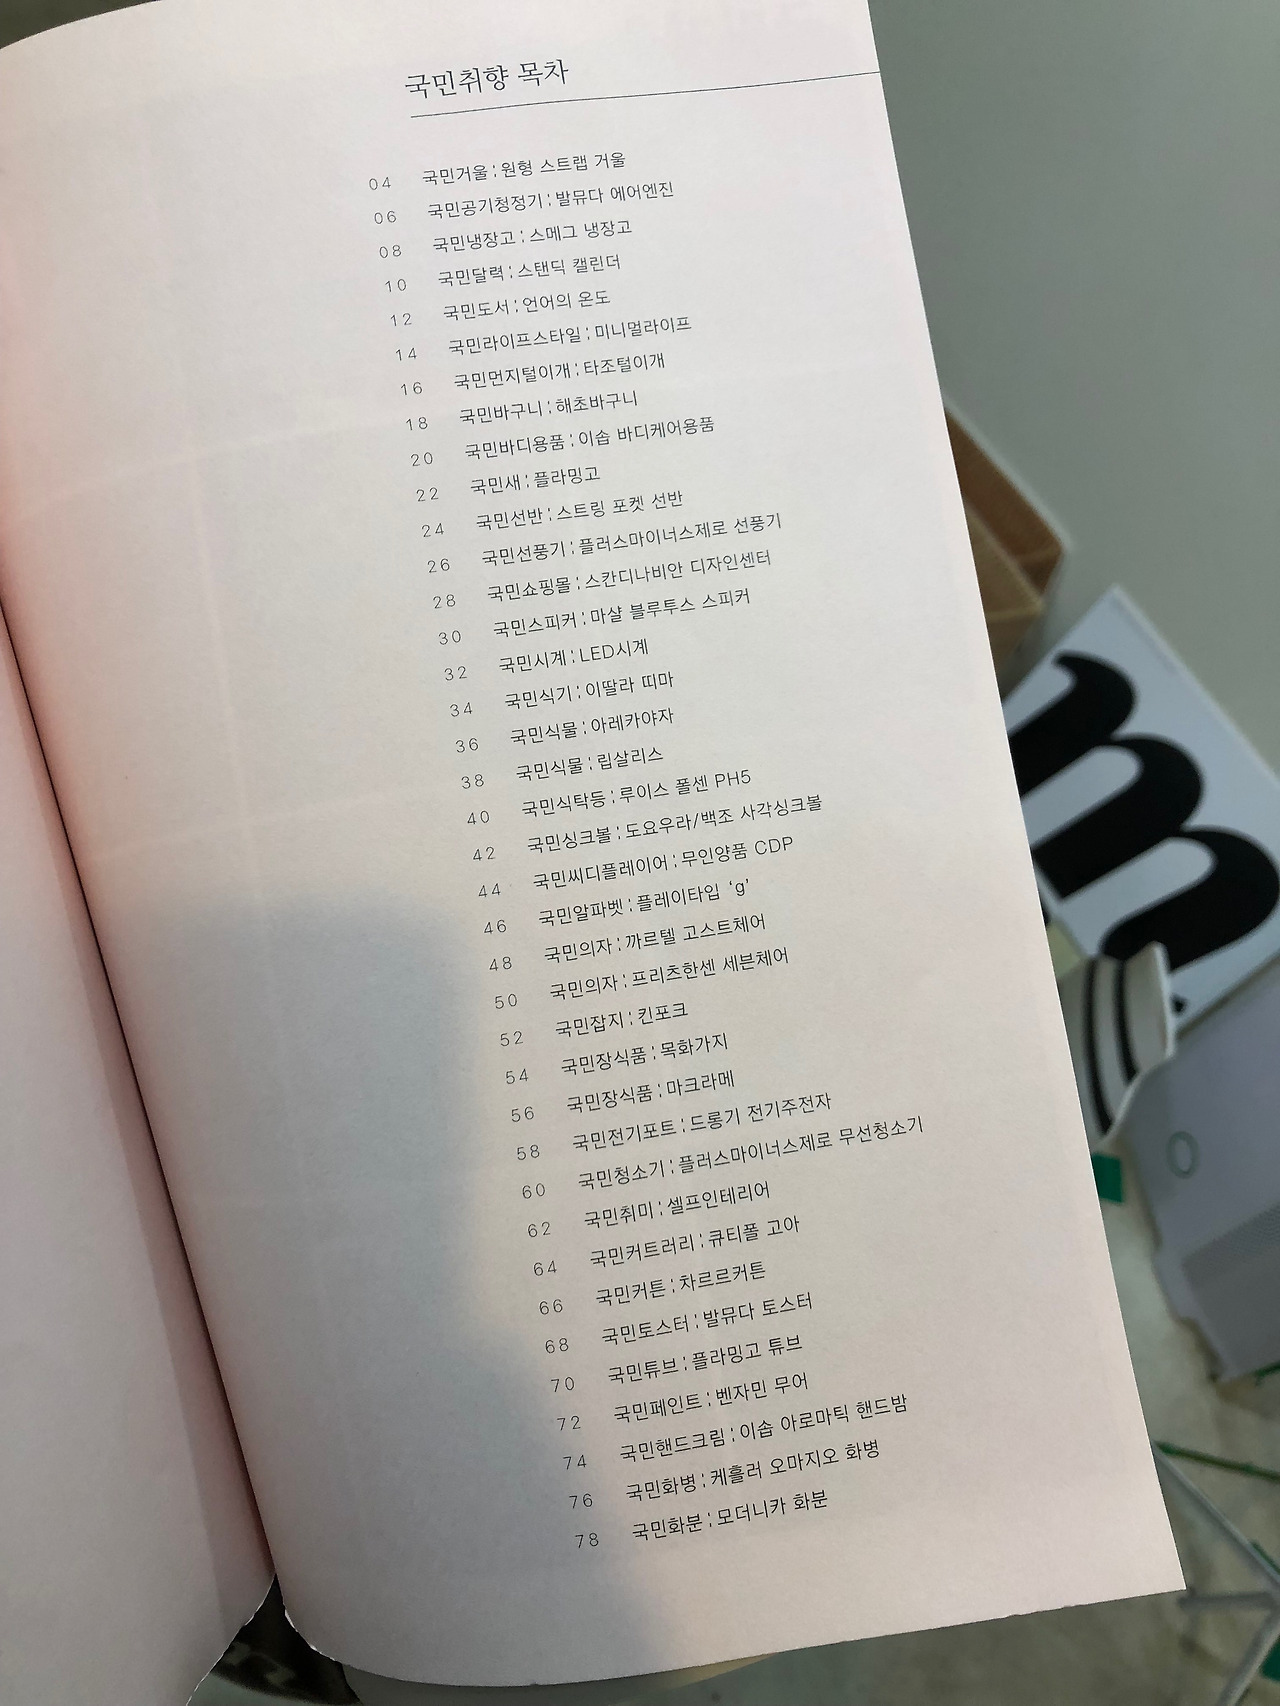 국민취향 목차
04 국민거울 : 원형 스트랩 거울
06 국민공기청정기 : 발뮤다 에어엔진
08 국민냉장고 : 스메그 냉장고
10 국민달력 : 스탠딕 캘린더
12 국민도서 : 언어의 온도
14 국민라이프스타일 : 미니멀라이프
16 국민먼지털이개 : 타조털이개
18 국민바구니 : 해초바구니
20 국민바디용품 : 이솝 바디케어용품
22 국민새 : 플라밍고
24 국민선반 : 스트링 포켓 선반
26 국민선풍기 : 플러스마이너스제로 선풍기
28 국민쇼핑몰 : 스칸디나비안 디자인센터
30 국민스피커 : 마샬 블루투스 스피커
32 국민시계 : LED시계
34 국민식기 : 이딸라 띠마
36 국민식물 : 아레카야자
38 국민식물 : 립살리스
40 국민식탁등 : 루이스 폴센 PH5
42 국민싱크볼 : 도요우라/백조 사각싱크볼
44 국민씨디플레이어 : 무인양품 CDP
46 국민알파벳 : 플레이타입 ‘g’
48 국민의자 : 까르텔 고스트체어
50 국민의자 : 프리츠한센 세븐체어
52 국민잡지 : 킨포크
54 국민장식품 : 목화가지
56 국민장식품 : 마크라메
58 국민전기포트 : 드롱기 전기주전자
60 국민청소기 : 플러스마이너스제로 무선청소기
62 국민취미 : 셀프인테리어
64 국민커트러리 : 큐티폴 고아
66 국민커튼 : 차르르커튼
68 국민토스터 : 발뮤다 토스터
70 국민튜브 : 플라밍고 튜브
72 국민페인트 : 벤자민 무어
74 국민핸드크림 : 이솝 아로마틱 핸드밤
76 국민화병 : 케흘러 오마지오 화병
78 국민화분 : 모더니카 화분
m